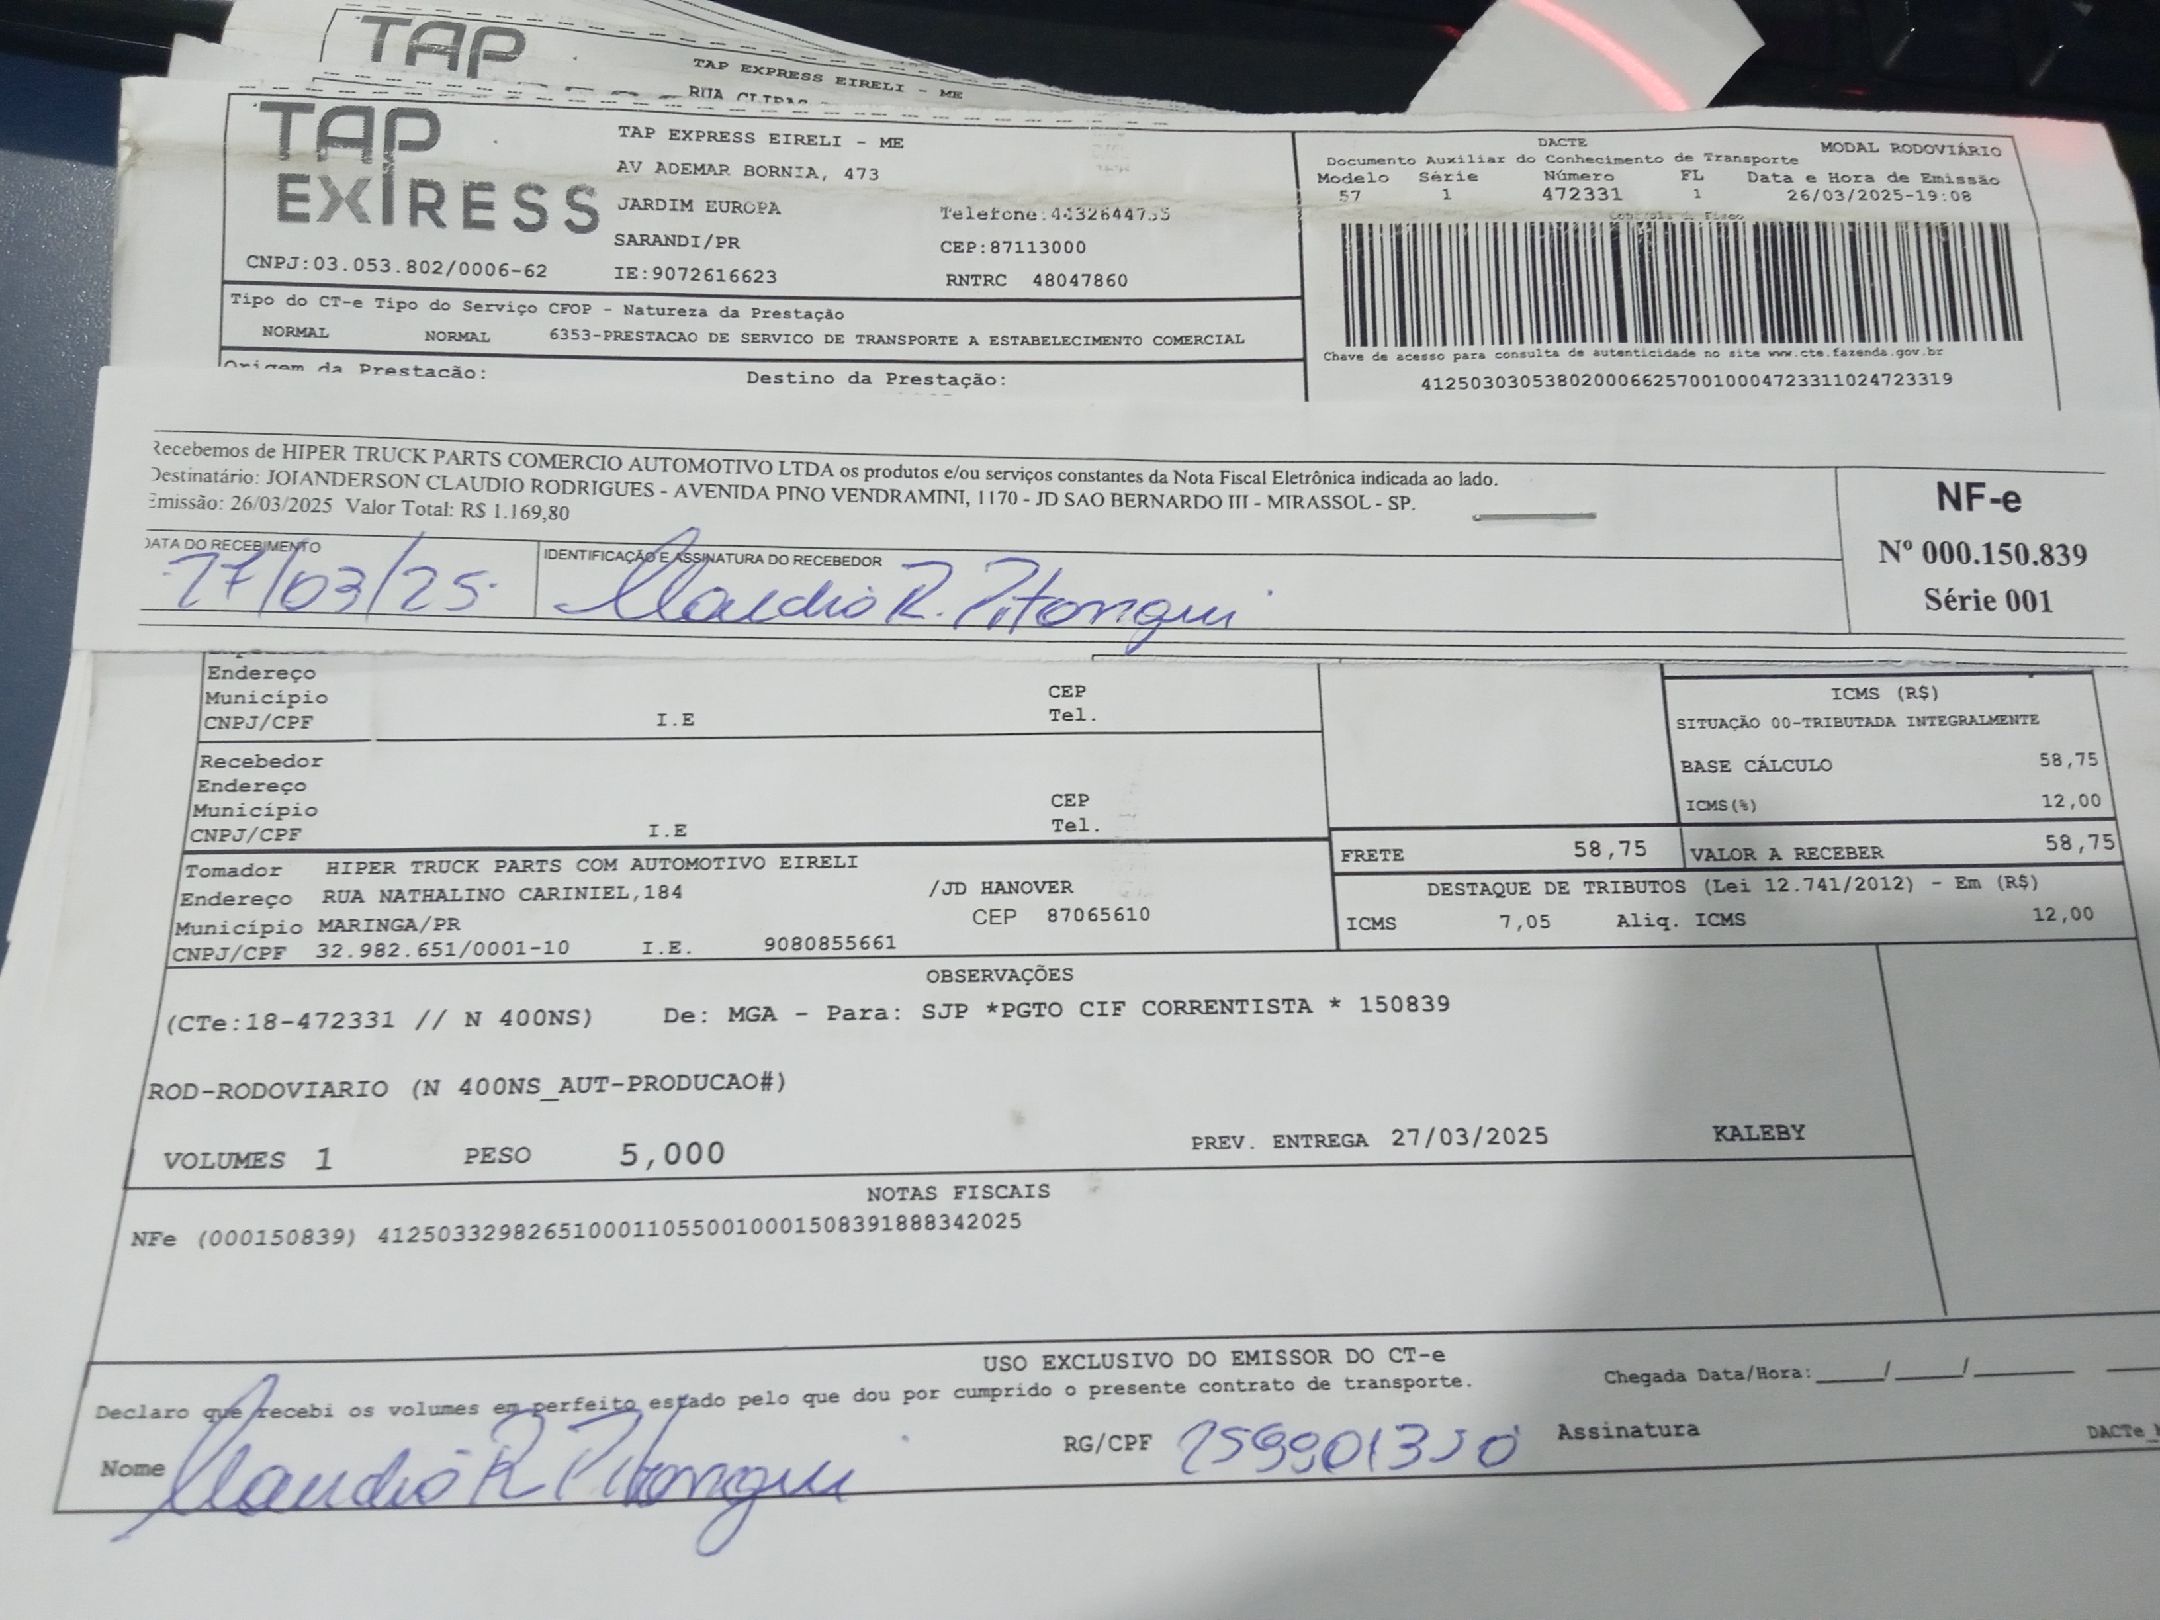 TAP
TAP EXPRESS EIRELI - ME
TAP EXPRESS
TAP EXPRESS EIRELI - ME
AV ADEMAR BORNIA, 473
JARDIM EUROPA
SARANDI/PR
CNPJ:03.053.802/0006-62
IE:9072616623
CEP:87113000
RNTRC 48047860
DACTE
MODAL RODOVIÁRIO
Documento Auxiliar do Conhecimento de Transporte
Modelo Série Número FL Data e Hora de Emissão
57 1 472331 1 26/03/2025-19:08
Controle do Fisco
Chave de acesso para consulta de autenticidade no site www.cte.fazenda.gov.br
41250303053802000662570010004723311024723319
Tipo do CT-e Tipo do Serviço CFOP - Natureza da Prestação
NORMAL NORMAL 6353-PRESTACAO DE SERVICO DE TRANSPORTE A ESTABELECIMENTO COMERCIAL
Origem da Prestação: Destino da Prestação:
Recebemos de HIPER TRUCK PARTS COMERCIO AUTOMOTIVO LTDA os produtos e/ou serviços constantes da Nota Fiscal Eletrônica indicada ao lado.
Destinatário: JOIANDERSON CLAUDIO RODRIGUES - AVENIDA PINO VENDRAMINI, 1170 - JD SAO BERNARDO III - MIRASSOL - SP.
Emissão: 26/03/2025 Valor Total: R$ 1.169,80
DATA DO RECEBIMENTO
27/03/25
IDENTIFICAÇÃO E ASSINATURA DO RECEBEDOR
Claudio R. Pitangui
NF-e
Nº 000.150.839
Série 001
Endereço
Município CEP
CNPJ/CPF I.E Tel.
Recebedor
Endereço
Município CEP
CNPJ/CPF I.E Tel.
ICMS (R$)
SITUAÇÃO 00-TRIBUTADA INTEGRALMENTE
BASE CÁLCULO 58,75
ICMS(%) 12,00
FRETE 58,75 VALOR A RECEBER 58,75
DESTAQUE DE TRIBUTOS (Lei 12.741/2012) - Em (R$)
ICMS 7,05 Aliq. ICMS 12,00
Tomador HIPER TRUCK PARTS COM AUTOMOTIVO EIRELI
Endereço RUA NATHALINO CARINIEL,184 /JD HANOVER
Município MARINGA/PR CEP 87065610
CNPJ/CPF 32.982.651/0001-10 I.E. 9080855661
OBSERVAÇÕES
(CTe:18-472331 // N 400NS) De: MGA - Para: SJP *PGTO CIF CORRENTISTA * 150839
ROD-RODOVIARIO (N 400NS_AUT-PRODUCAO#)
VOLUMES 1 PESO 5,000 PREV. ENTREGA 27/03/2025 KALEBY
NOTAS FISCAIS
NFe (000150839) 41250332982651000110550010001508391888342025
USO EXCLUSIVO DO EMISSOR DO CT-e
Declaro que recebi os volumes em perfeito estado pelo que dou por cumprido o presente contrato de transporte.
Chegada Data/Hora:____/____/______
Nome Claudio R Pitangui RG/CPF Assinatura